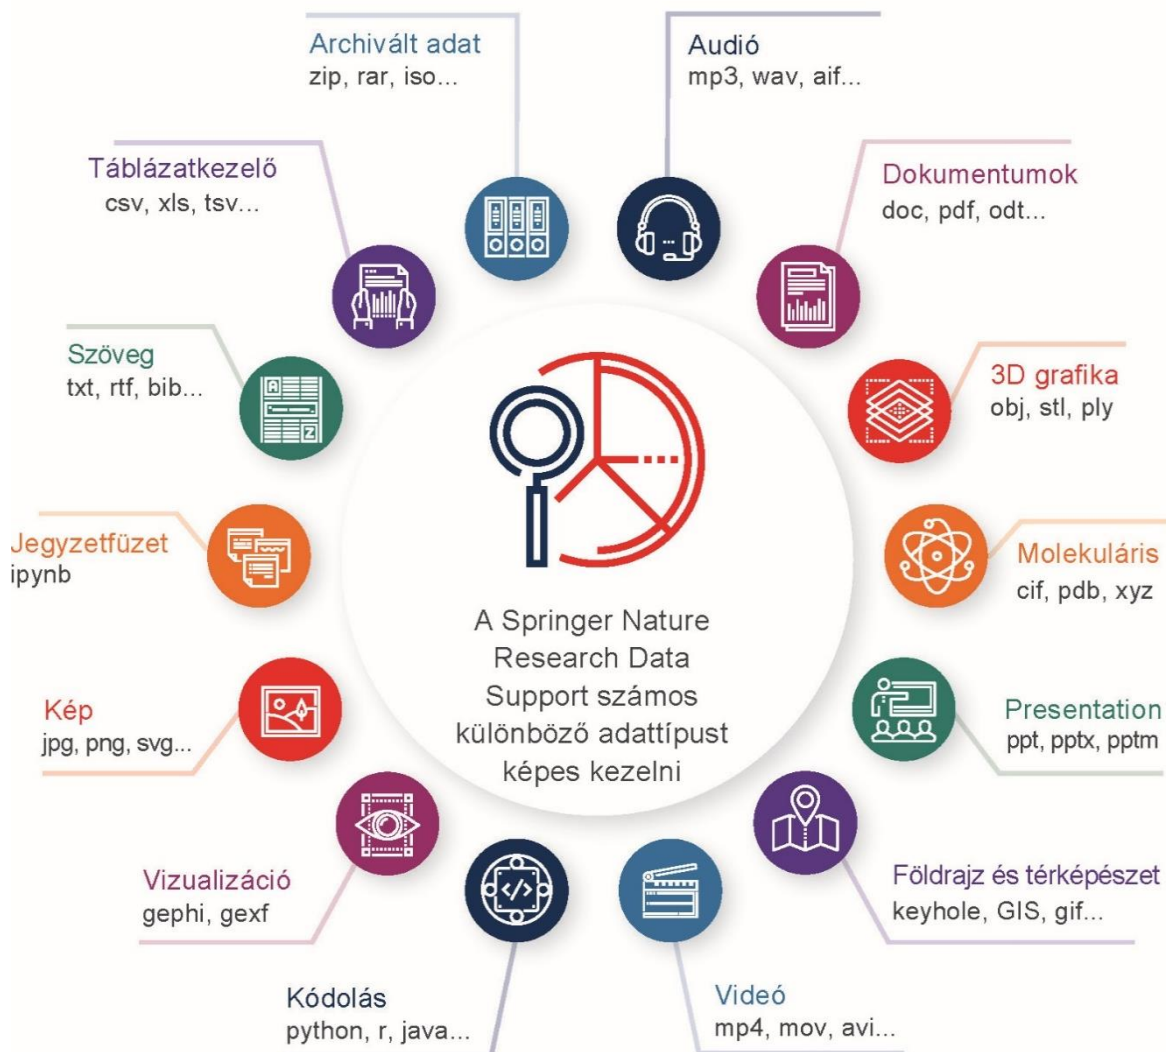 Archivált adat
zip, rar, iso...
Audió
mp3, wav, aif...
Táblázatkezelő
csv, xls, tsv...
Dokumentumok
doc, pdf, odt...
Szöveg
txt, rtf, bib...
3D grafika
obj, stl, ply
Jegyzetfüzet
ipynb
Molekuláris
cif, pdb, xyz
A Springer Nature
Research Data
Support számos
különböző adattípust
képes kezelni
Kép
jpg, png, svg...
Presentation
ppt, pptx, pptm
Vizualizáció
gephi, gexf
Földrajz és térképészet
keyhole, GIS, gif...
Kódolás
python, r, java...
Videó
mp4, mov, avi...
A
Z